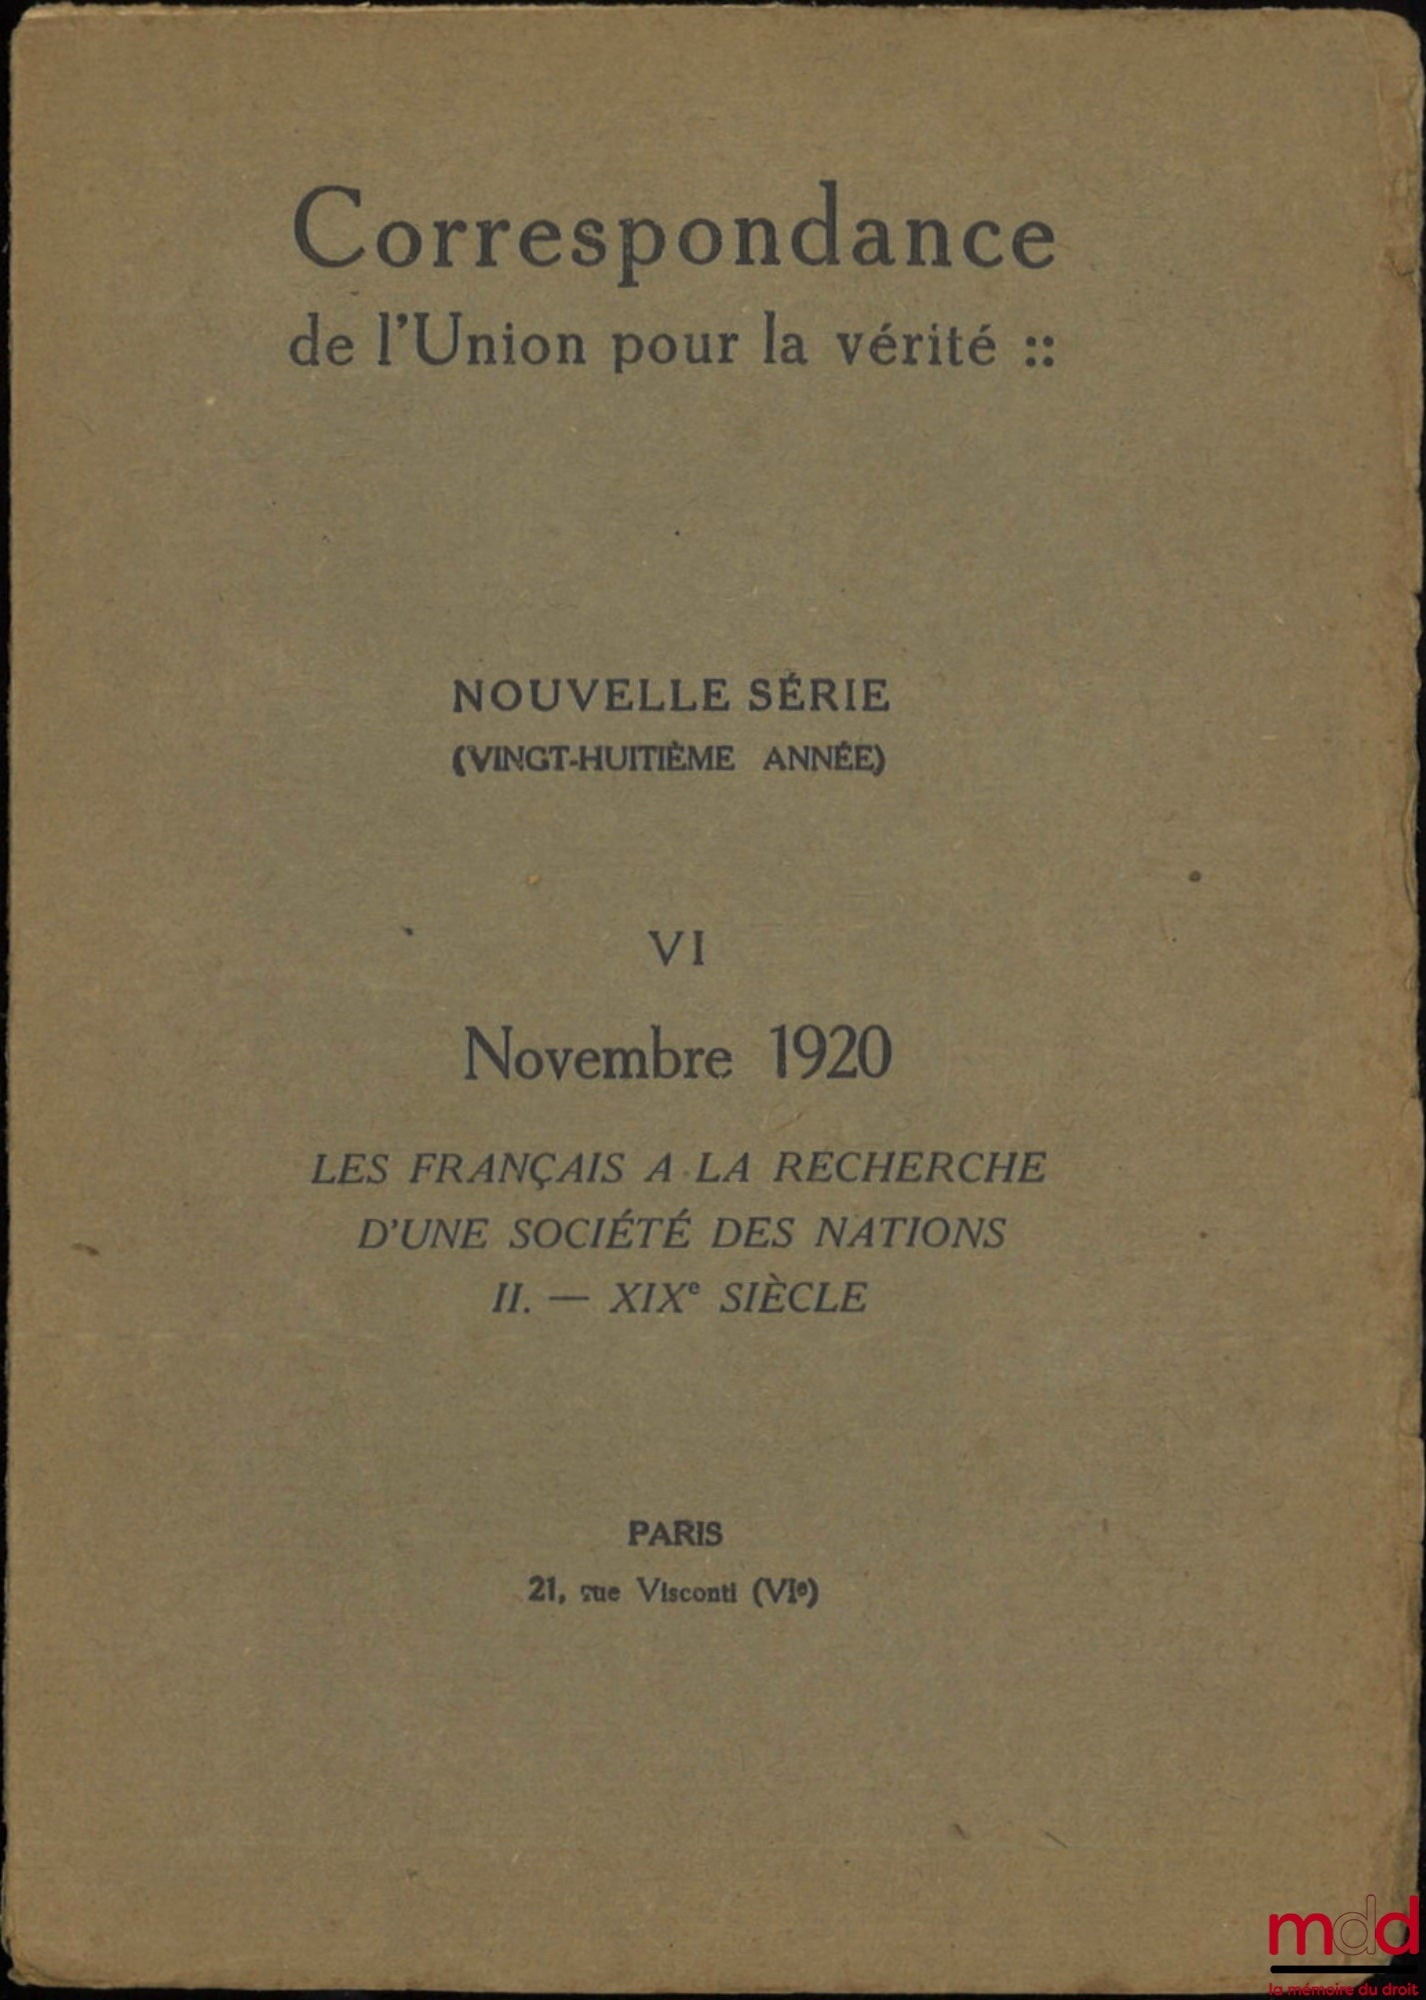 Correspondance
de l'Union pour la vérité ::
NOUVELLE SÉRIE
(VINGT-HUITIÈME ANNÉE)
VI
Novembre 1920
LES FRANÇAIS A LA RECHERCHE
D'UNE SOCIÉTÉ DES NATIONS
II. — XIXe SIÈCLE
PARIS
21, rue Visconti (VIe)
mdd
la mémoire du droit